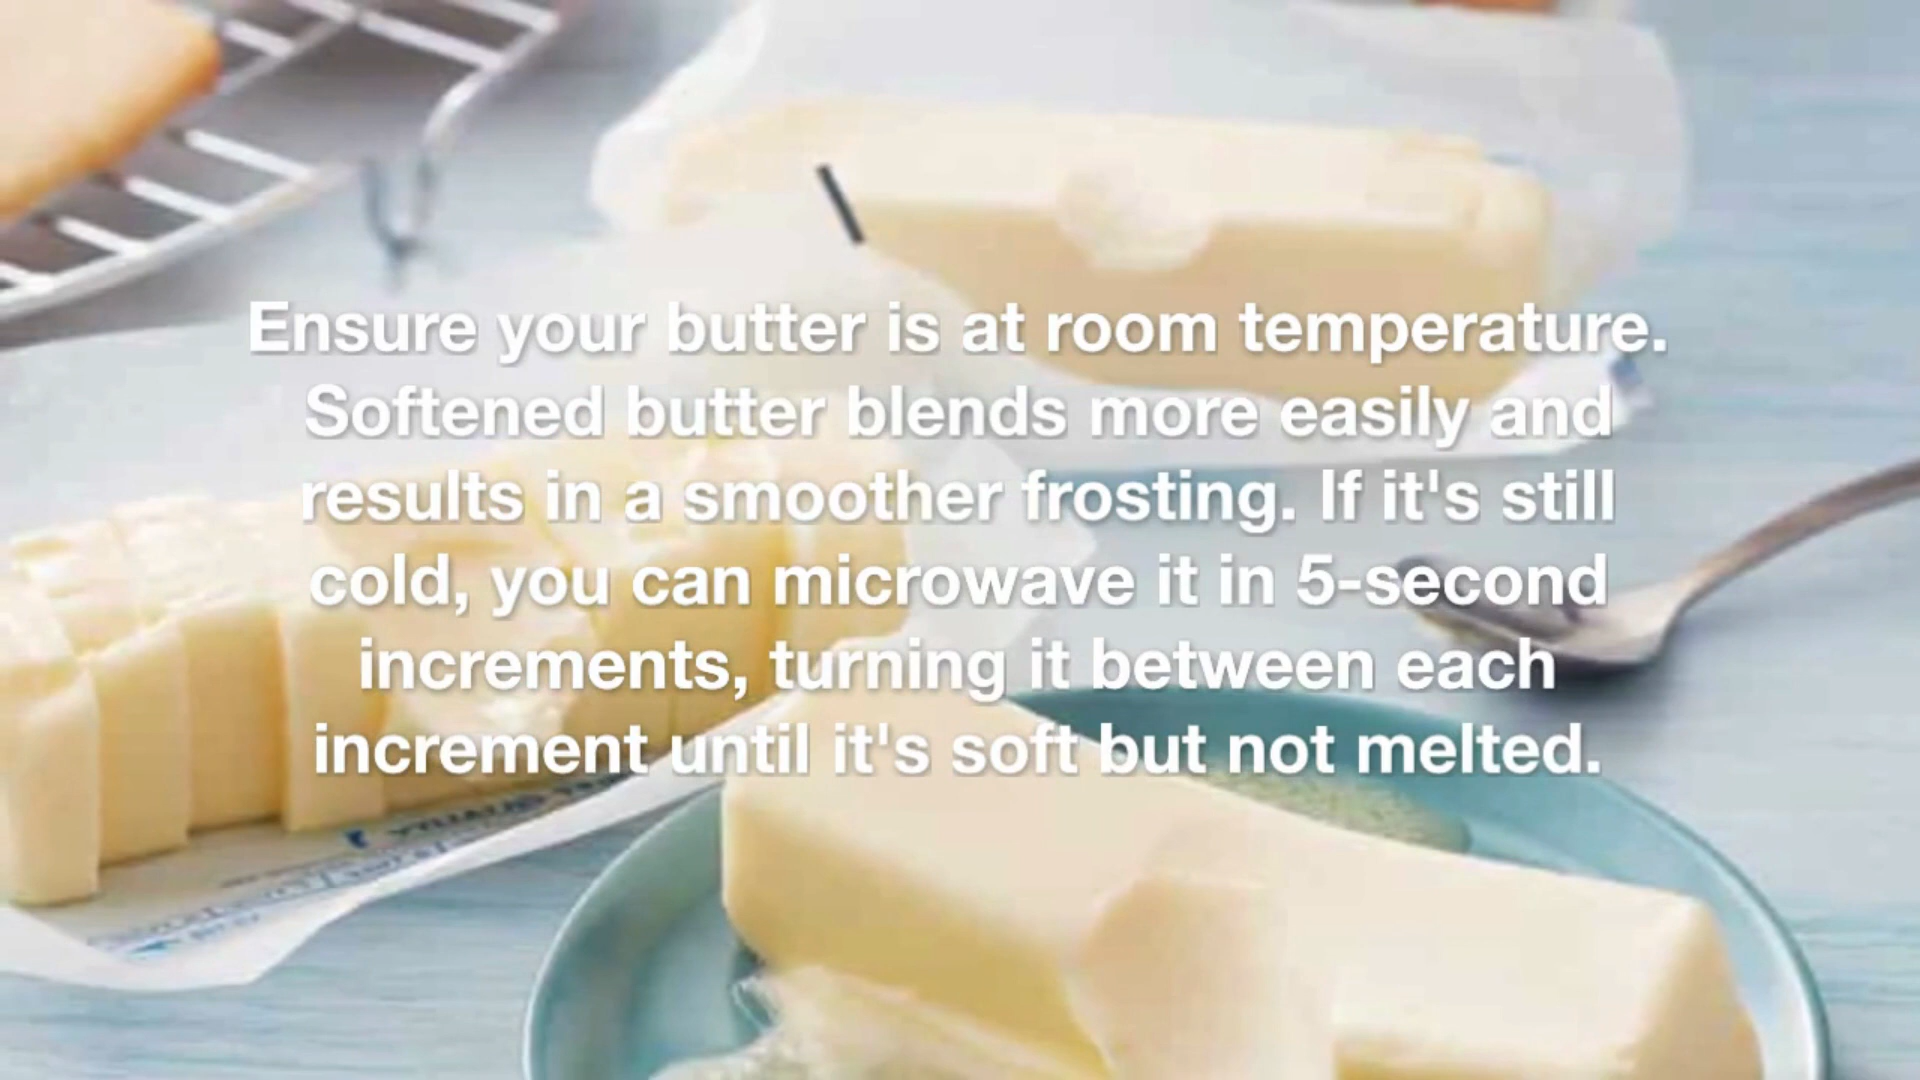 Ensure your butter is at room temperature.
Softened butter blends more easily and
results in a smoother frosting. If it's still
cold, you can microwave it in 5-second
increments, turning it between each
increment until it's soft but not melted.